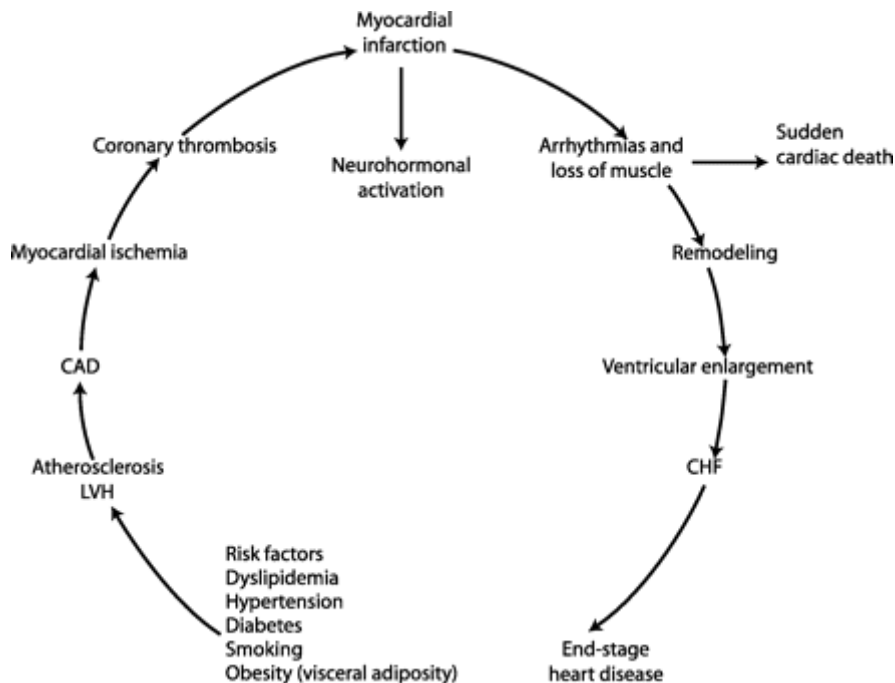 Myocardial
infarction
Coronary thrombosis
Neurohormonal
activation
Arrhythmias and
loss of muscle
Sudden
cardiac death
Myocardial ischemia
Remodeling
CAD
Ventricular enlargement
Atherosclerosis
LVH
CHF
Risk factors
Dyslipidemia
Hypertension
Diabetes
Smoking
Obesity (visceral adiposity)
End-stage
heart disease